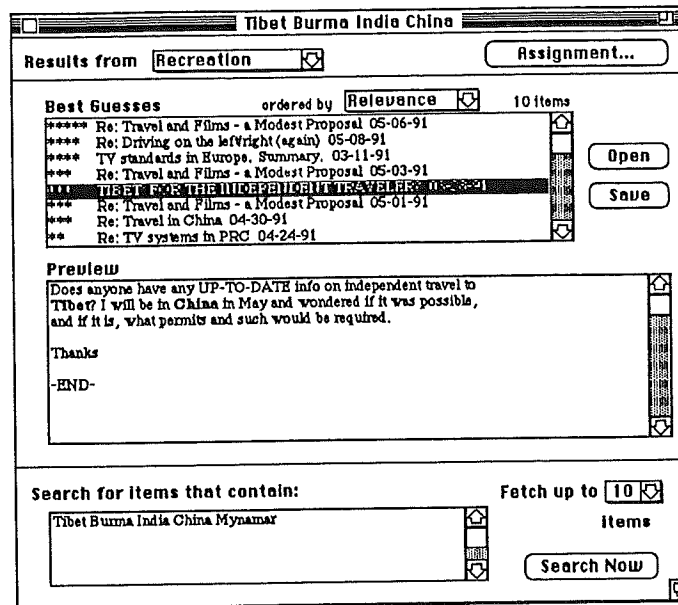 Tibet Burma India China
Results from Recreation Assignment...
Best Guesses ordered by Relevance 10 items
***** Re: Travel and Films - a Modest Proposal 05-06-91
**** Re: Driving on the left/right (again) 05-08-91
**** TV standards in Europe. Summary. 03-11-91
*** Re: Travel and Films - a Modest Proposal 05-03-91
*** TIBET FOR THE INDEPENDENT TRAVELER?
*** Re: Travel and Films - a Modest Proposal 05-01-91
*** Re: Travel in China 04-30-91
** Re: TV systems in PRC 04-24-91
Open
Save
Preview
Does anyone have any UP-TO-DATE info on independent travel to
Tibet? I will be in China in May and wondered if it was possible,
and if it is, what permits and such would be required.
Thanks
-END-
Search for items that contain: Fetch up to 10
items
Tibet Burma India China Mynamar
Search Now